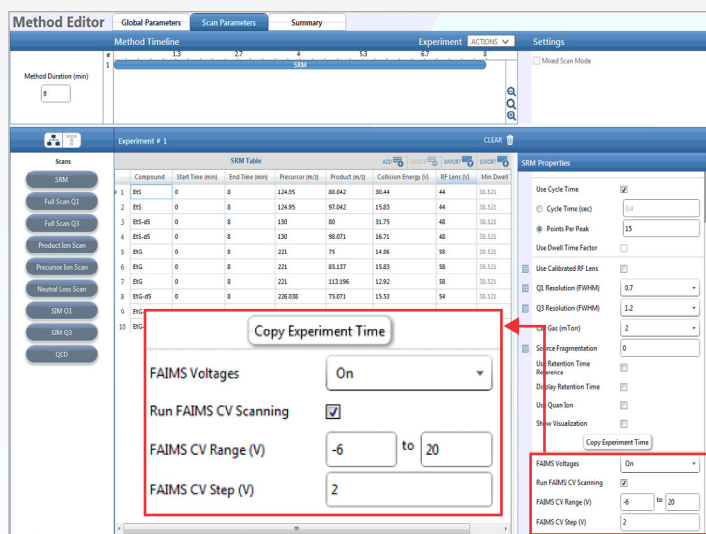 Method Editor
Global Parameters
Scan Parameters
Summary
Method Timeline
Experiment
ACTIONS
Settings
Method Duration (min)
8
# 1.3 2.7 4 5.3 6.7 8
1 SRM
Mixed Scan Mode
Scans
SRM
Full Scan Q1
Full Scan Q3
Product Ion Scan
Precursor Ion Scan
Neutral Loss Scan
SIM Q1
SIM Q3
QED
Experiment # 1
CLEAR
SRM Table
ADD DELETE IMPORT EXPORT
Compound Start Time (min) End Time (min) Precursor (m/z) Product (m/z) Collision Energy (V) RF Lens (V) Min Dwell
1 EtS 0 8 124.95 80.042 30.44 44 38.521
2 EtS 0 8 124.95 97.042 15.83 44 38.521
3 EtS-d5 0 8 130 80 31.75 48 38.521
4 EtS-d5 0 8 130 98.071 16.71 48 38.521
5 EtG 0 8 221 75 14.86 58 38.521
6 EtG 0 8 221 85.137 15.83 58 38.521
7 EtG 0 8 221 113.196 12.92 58 38.521
8 EtG-d5 0 8 226.038 75.071 15.53 54 38.521
9 EtG-
10 EtG-
Copy Experiment Time
FAIMS Voltages On
Run FAIMS CV Scanning
FAIMS CV Range (V) -6 to 20
FAIMS CV Step (V) 2
SRM Properties
Use Cycle Time
Cycle Time (sec) 0.4
Points Per Peak 15
Use Dwell Time Factor
Use Calibrated RF Lens
Q1 Resolution (FWHM) 0.7
Q3 Resolution (FWHM) 1.2
Gas (mTorr) 2
Source Fragmentation 0
Use Retention Time
Reference
Display Retention Time
Use Quan Ion
Show Visualization
Copy Experiment Time
FAIMS Voltages On
Run FAIMS CV Scanning
FAIMS CV Range (V) -6 to 20
FAIMS CV Step (V) 2